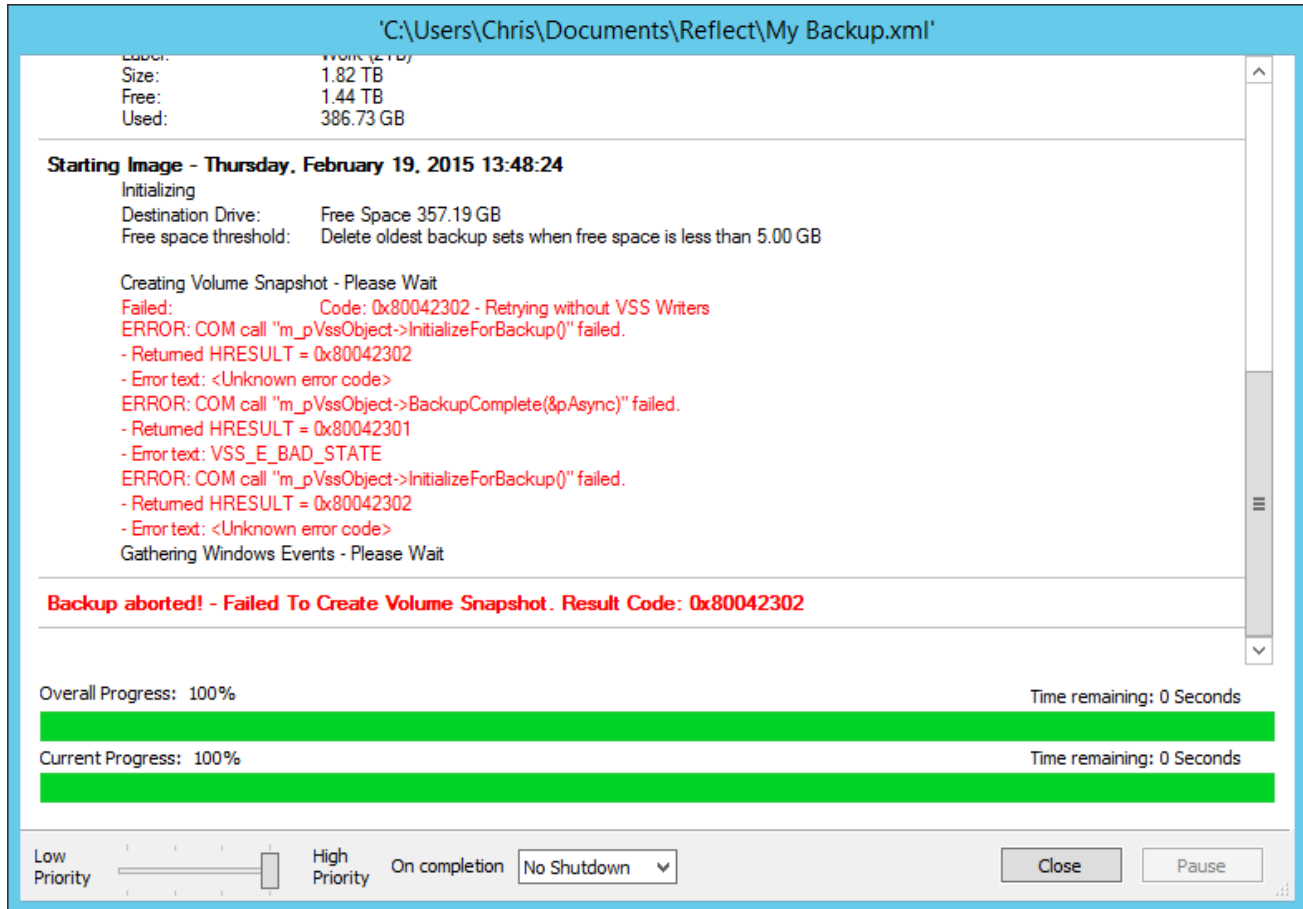 'C:\Users\Chris\Documents\Reflect\My Backup.xml'
Label: Work (2TB)
Size: 1.82 TB
Free: 1.44 TB
Used: 386.73 GB
Starting Image - Thursday, February 19, 2015 13:48:24
Initializing
Destination Drive: Free Space 357.19 GB
Free space threshold: Delete oldest backup sets when free space is less than 5.00 GB
Creating Volume Snapshot - Please Wait
Failed: Code: 0x80042302 - Retrying without VSS Writers
ERROR: COM call "m_pVssObject->InitializeForBackup()" failed.
- Returned HRESULT = 0x80042302
- Error text: <Unknown error code>
ERROR: COM call "m_pVssObject->BackupComplete(&pAsync)" failed.
- Returned HRESULT = 0x80042301
- Error text: VSS_E_BAD_STATE
ERROR: COM call "m_pVssObject->InitializeForBackup()" failed.
- Returned HRESULT = 0x80042302
- Error text: <Unknown error code>
Gathering Windows Events - Please Wait
Backup aborted! - Failed To Create Volume Snapshot. Result Code: 0x80042302
Overall Progress: 100% Time remaining: 0 Seconds
Current Progress: 100% Time remaining: 0 Seconds
Low Priority High Priority On completion No Shutdown Close Pause